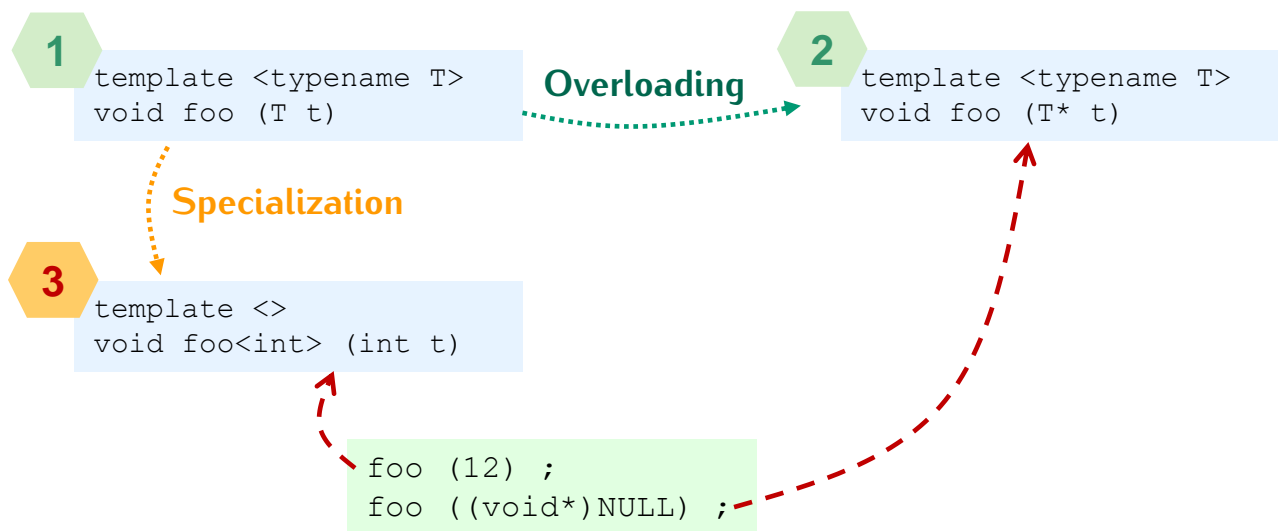 1
template <typename T>
void foo (T t)
Overloading
2
template <typename T>
void foo (T* t)
Specialization
3
template <>
void foo<int> (int t)
foo (12) ;
foo ((void*)NULL) ;